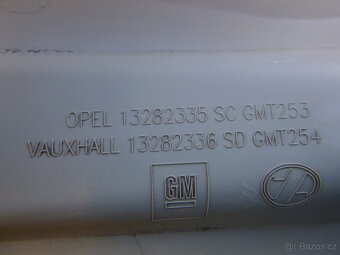 OPEL 13282335 SC GMT253
VAUXHALL 13282336 SD GMT254
GM
© Bazos.cz